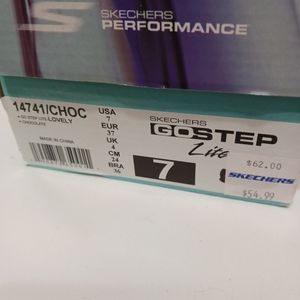 SKECHERS
PERFORMANCE
14741/CHOC
• GO STEP LITE-LOVELY
• CHOCOLATE
MADE IN CHINA
USA
7
EUR
37
UK
4
CM
24
BRA
36
SKECHERS
GOSTEP
Lite
7
$62.00
SKECHERS
$54.99